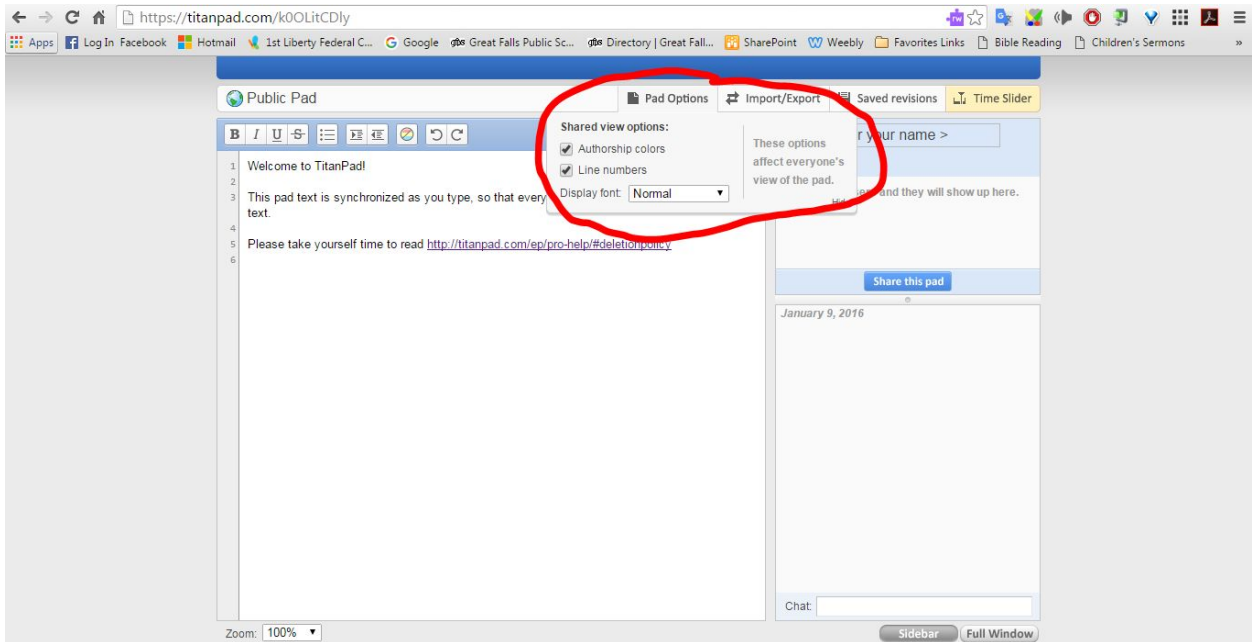 https://titanpad.com/k0OLitCDly
Apps Log In Facebook Hotmail 1st Liberty Federal C... Google gfps Great Falls Public Sc... gfps Directory | Great Fall... SharePoint Weebly Favorites Links Bible Reading Children's Sermons »
Public Pad Pad Options Import/Export Saved revisions Time Slider
B I U S
Shared view options:
Authorship colors
Line numbers
Display font: Normal
These options
affect everyone's
view of the pad.
r your name >
and they will show up here.
1 Welcome to TitanPad!
2
3 This pad text is synchronized as you type, so that every
text.
4
5 Please take yourself time to read http://titanpad.com/ep/pro-help/#deletionpolicy
6
Share this pad
January 9, 2016
Chat:
Zoom: 100% Sidebar Full Window